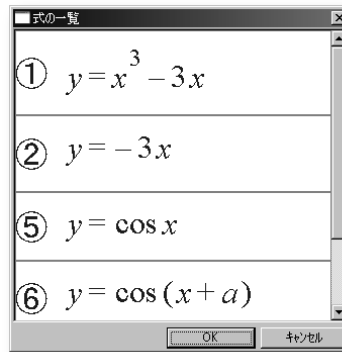 式の一覧
① y = x³ − 3x
② y = − 3x
⑤ y = cos x
⑥ y = cos (x + a)
OK キャンセル